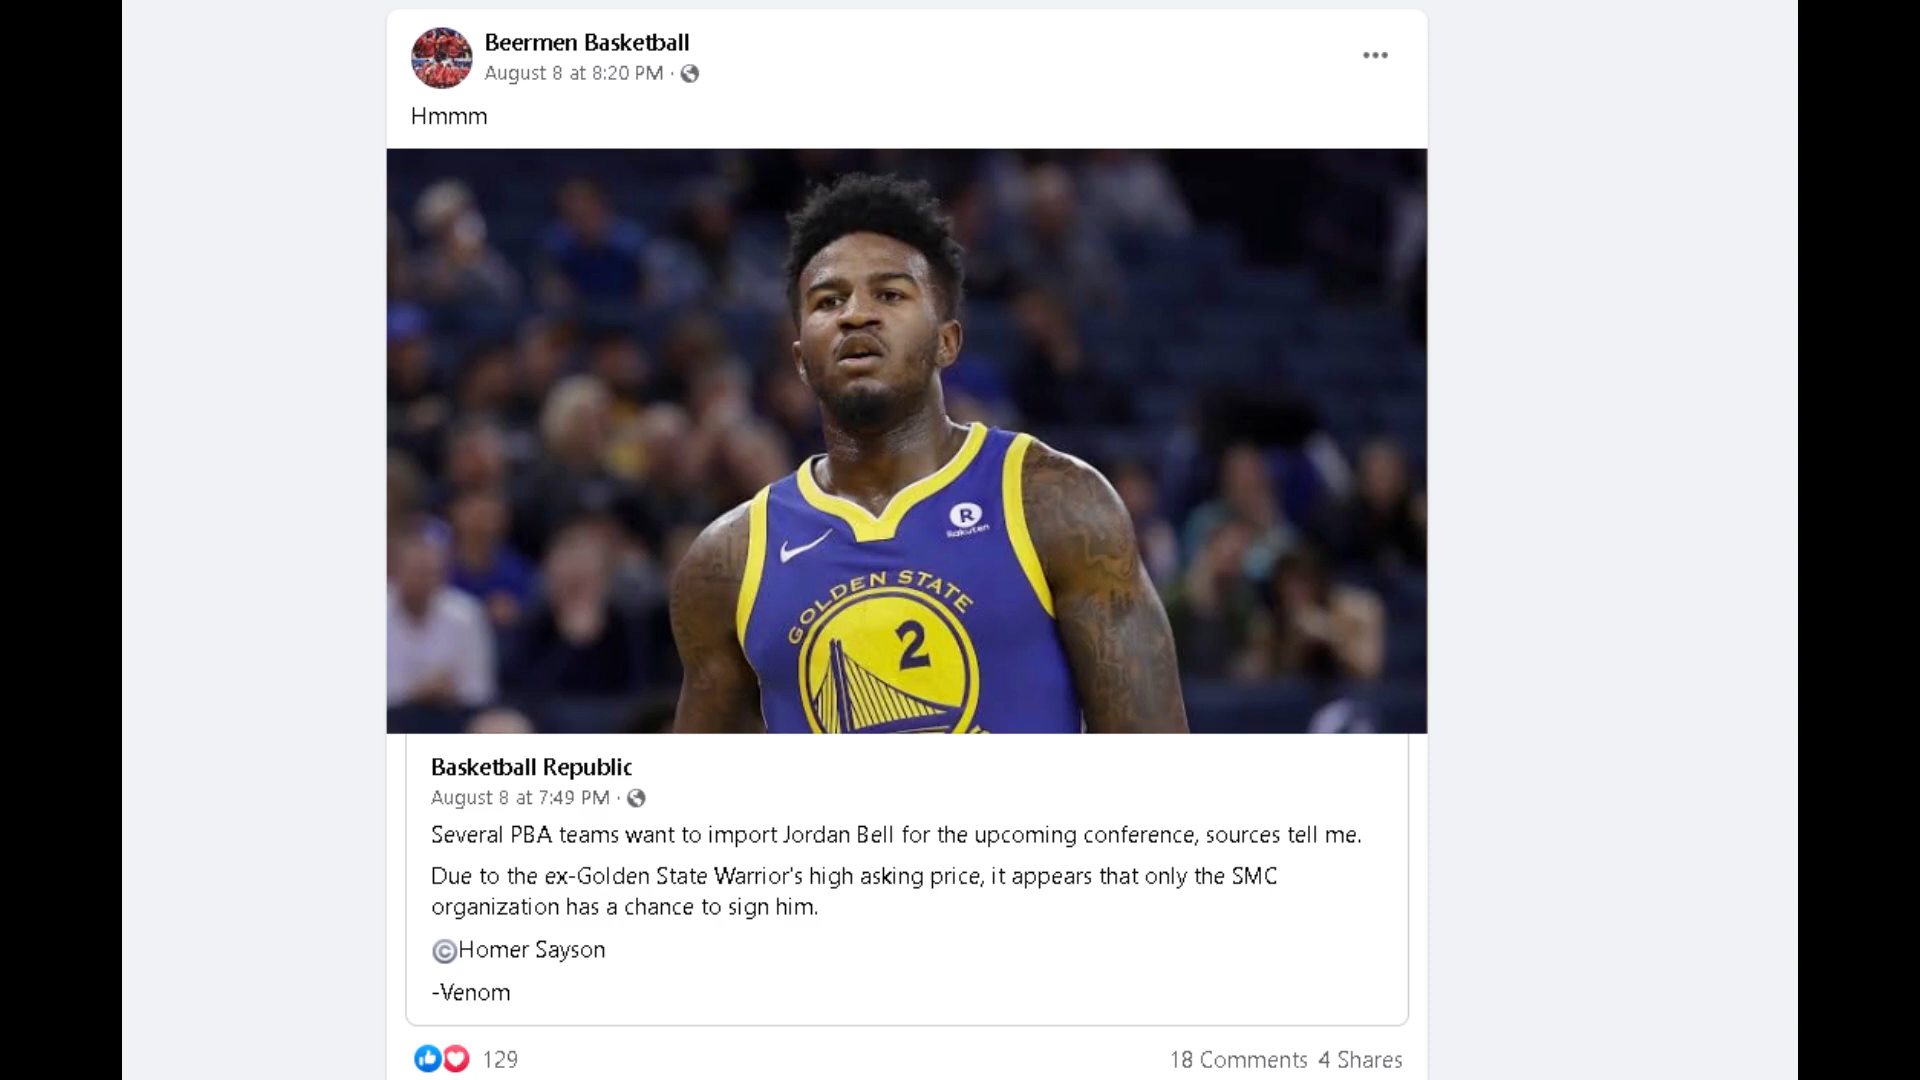 Beermen Basketball
August 8 at 8:20 PM ·
Hmmm
R
Rakuten
GOLDEN STATE
2
Basketball Republic
August 8 at 7:49 PM ·
Several PBA teams want to import Jordan Bell for the upcoming conference, sources tell me.
Due to the ex-Golden State Warrior's high asking price, it appears that only the SMC
organization has a chance to sign him.
©Homer Sayson
-Venom
129
18 Comments 4 Shares